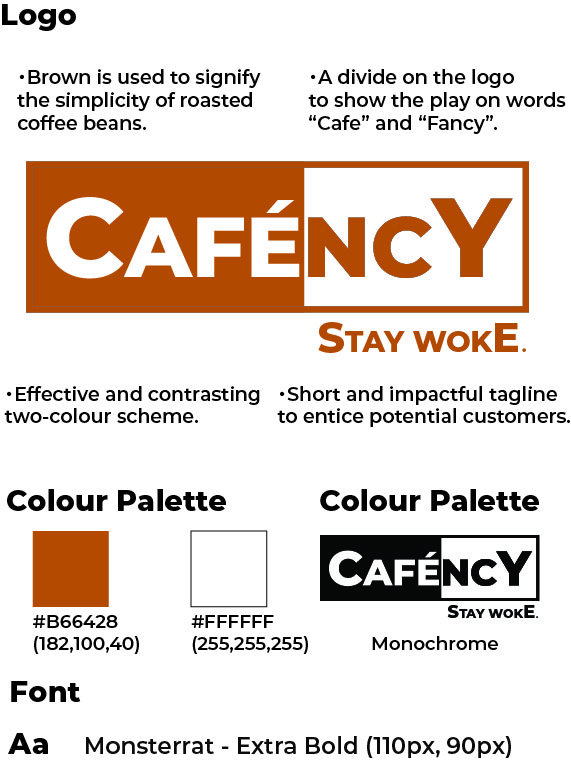 Logo
•Brown is used to signify
the simplicity of roasted
coffee beans.
•A divide on the logo
to show the play on words
“Cafe” and “Fancy”.
CAFÉNCY
STAY WOKE.
•Effective and contrasting
two-colour scheme.
•Short and impactful tagline
to entice potential customers.
Colour Palette
#B66428
(182,100,40)
#FFFFFF
(255,255,255)
Colour Palette
CAFÉNCY
STAY WOKE.
Monochrome
Font
Aa Monsterrat - Extra Bold (110px, 90px)